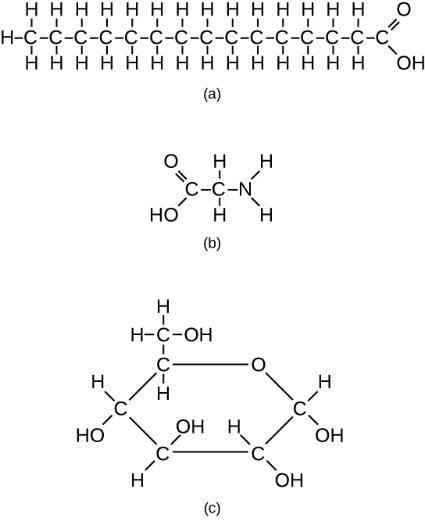 H H H H H H H H H H H H H H O
H–C–C–C–C–C–C–C–C–C–C–C–C–C–C–C
H H H H H H H H H H H H H H OH
(a)
O H H
C–C–N
HO H H
(b)
H
H–C–OH
C O
H H H
C C
HO OH H OH
C C
H OH
(c)